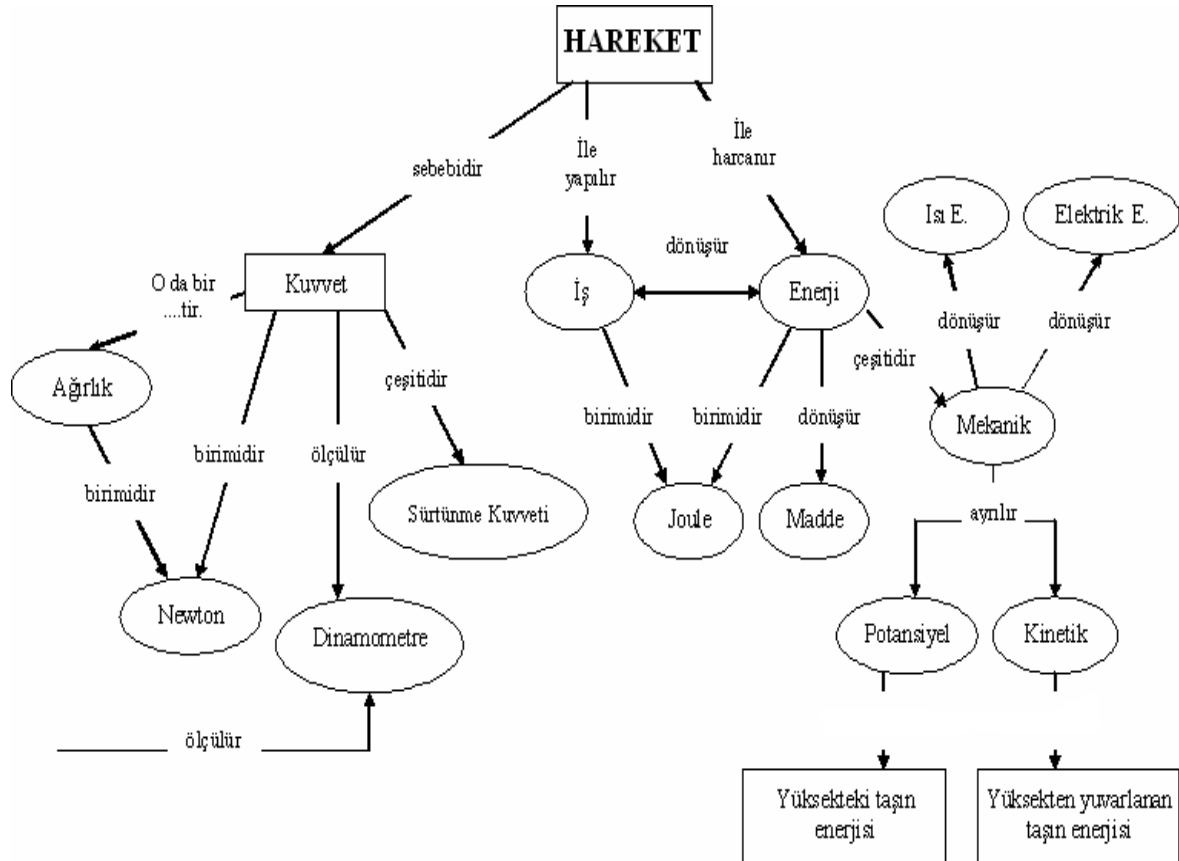 HAREKET
sebebidir
İle
yapılır
İle
harcanır
Isı E.
Elektrik E.
dönüşür
O da bir
....tir.
Kuvvet
İş
Enerji
dönüşür
dönüşür
Ağırlık
çeşitidir
çeşitidir
birimidir
ölçülür
birimidir
birimidir
dönüşür
Mekanik
birimidir
Sürtünme Kuvveti
Joule
Madde
ayrılır
Newton
Dinamometre
Potansiyel
Kinetik
ölçülür
Yüksekteki taşın
enerjisi
Yüksekten yuvarlanan
taşın enerjisi